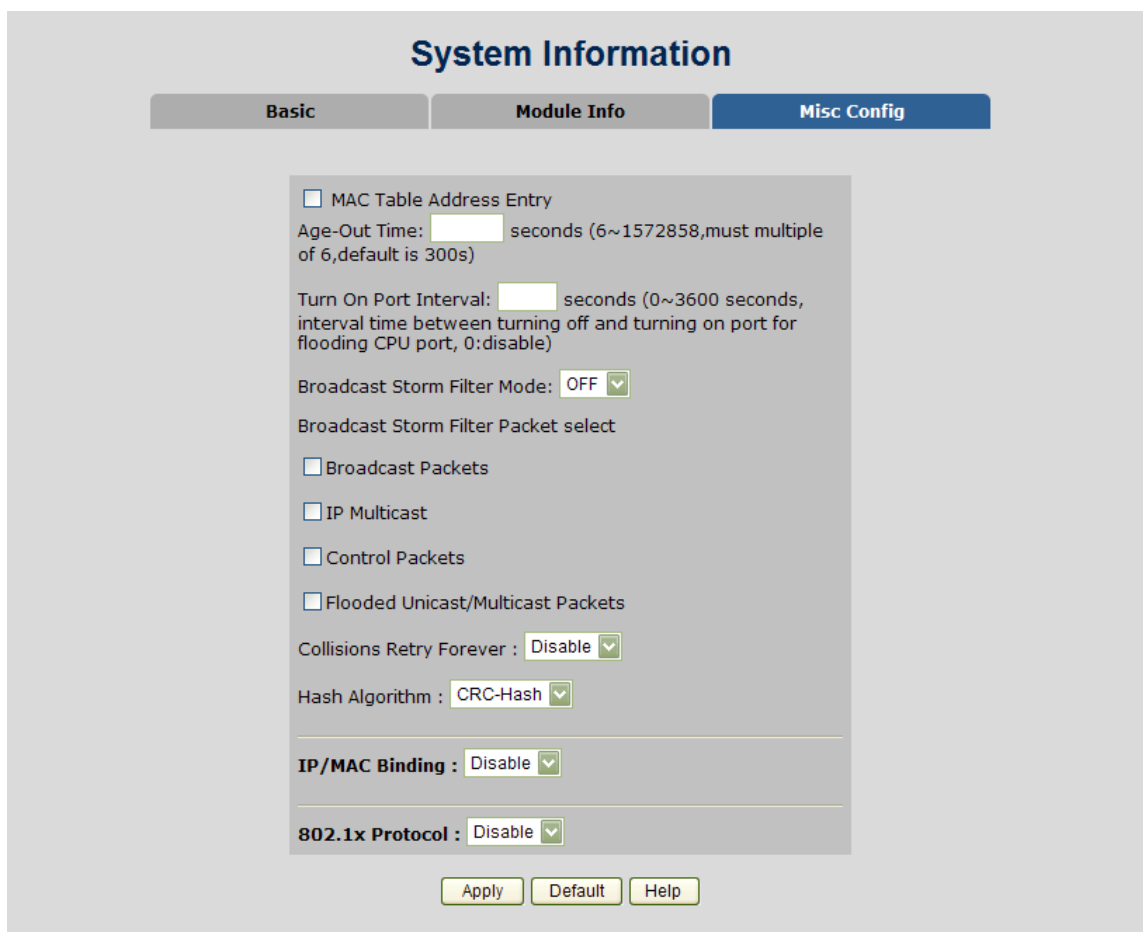 System Information
Basic
Module Info
Misc Config
MAC Table Address Entry
Age-Out Time: seconds (6~1572858,must multiple
of 6,default is 300s)
Turn On Port Interval: seconds (0~3600 seconds,
interval time between turning off and turning on port for
flooding CPU port, 0:disable)
Broadcast Storm Filter Mode: OFF
Broadcast Storm Filter Packet select
Broadcast Packets
IP Multicast
Control Packets
Flooded Unicast/Multicast Packets
Collisions Retry Forever : Disable
Hash Algorithm : CRC-Hash
IP/MAC Binding : Disable
802.1x Protocol : Disable
Apply
Default
Help